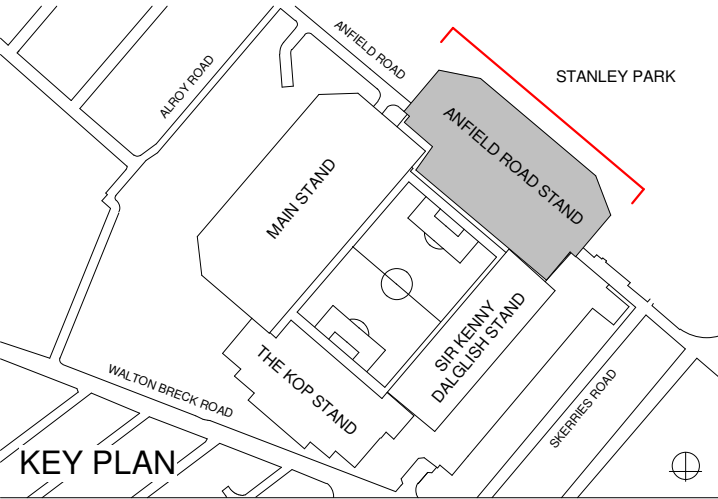 ANFIELD ROAD
STANLEY PARK
ALROY ROAD
ANFIELD ROAD STAND
MAIN STAND
SIR KENNY
DALGLISH STAND
THE KOP STAND
WALTON BRECK ROAD
SKERRIES ROAD
KEY PLAN